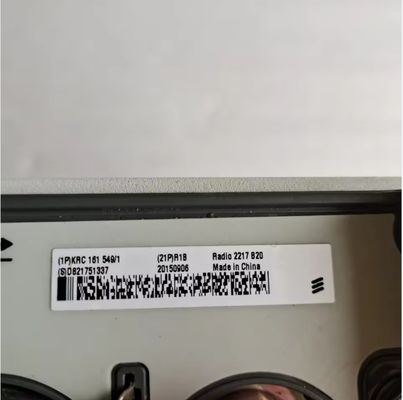 (1P)KRC 161 549/1 (21P)R1B Radio 2217 B20
(S)D821751337 20150906 Made in China